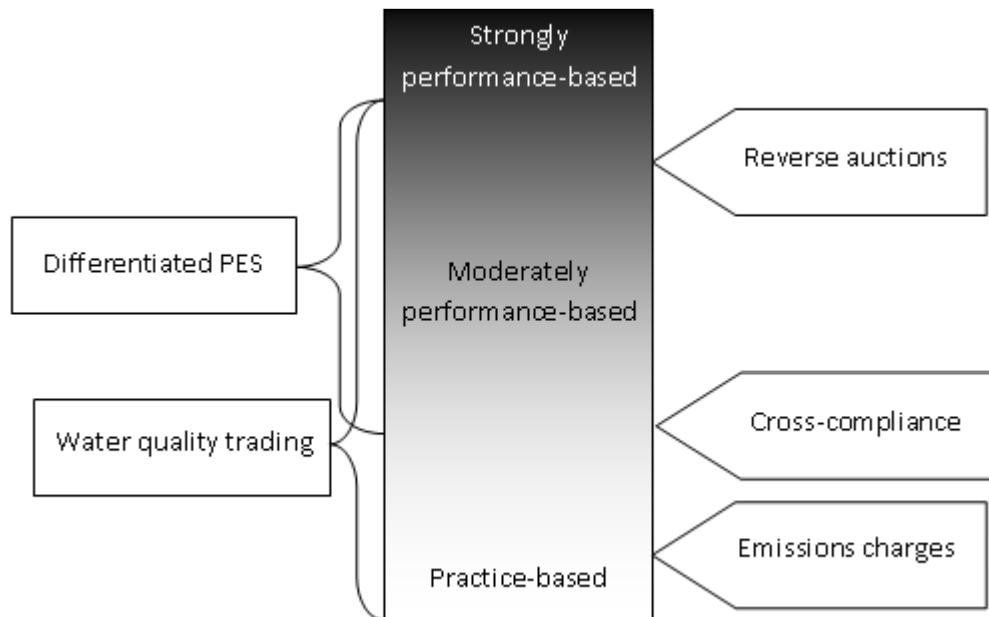 Strongly
performance-based
Reverse auctions
Differentiated PES
Moderately
performance-based
Cross-compliance
Water quality trading
Emissions charges
Practice-based